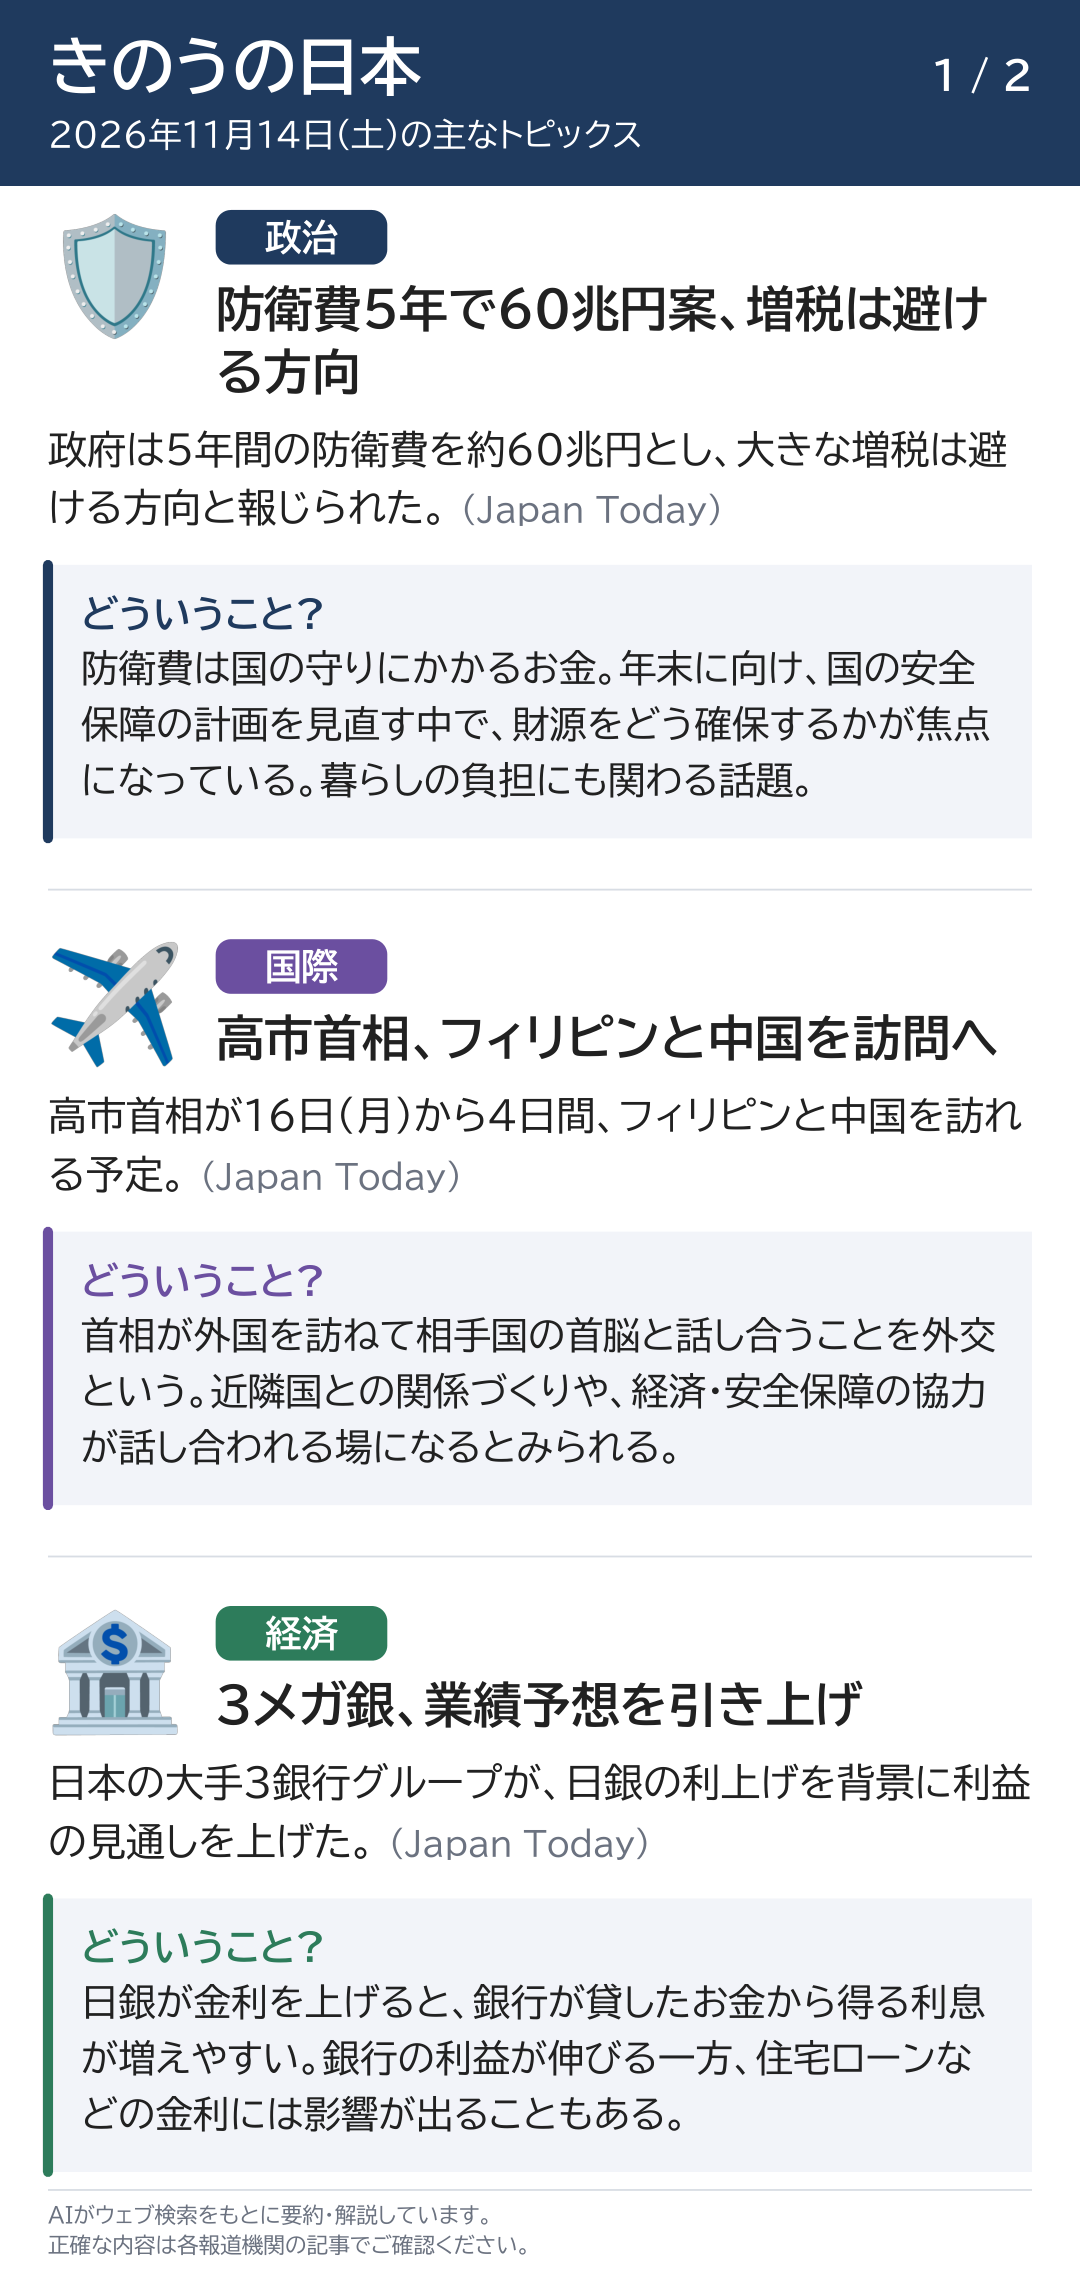 きのうの日本
1 / 2
2026年11月14日(土)の主なトピックス
政治
防衛費5年で60兆円案、増税は避け
る方向
政府は5年間の防衛費を約60兆円とし、大きな増税は避
ける方向と報じられた。(Japan Today)
どういうこと?
防衛費は国の守りにかかるお金。年末に向け、国の安全
保障の計画を見直す中で、財源をどう確保するかが焦点
になっている。暮らしの負担にも関わる話題。
国際
高市首相、フィリピンと中国を訪問へ
高市首相が16日(月)から4日間、フィリピンと中国を訪れ
る予定。(Japan Today)
どういうこと?
首相が外国を訪ねて相手国の首脳と話し合うことを外交
という。近隣国との関係づくりや、経済・安全保障の協力
が話し合われる場になるとみられる。
経済
3メガ銀、業績予想を引き上げ
日本の大手3銀行グループが、日銀の利上げを背景に利益
の見通しを上げた。(Japan Today)
どういうこと?
日銀が金利を上げると、銀行が貸したお金から得る利息
が増えやすい。銀行の利益が伸びる一方、住宅ローンな
どの金利には影響が出ることもある。
AIがウェブ検索をもとに要約・解説しています。
正確な内容は各報道機関の記事でご確認ください。